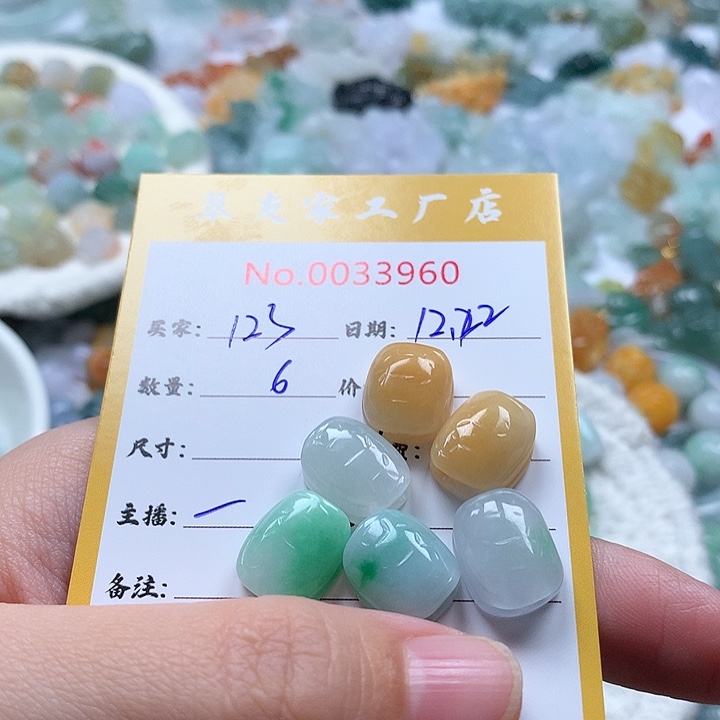 家工厂店
No.0033960
买家: 123 日期: 12.22
数量: 6 价
尺寸:
主播: 一
备注: